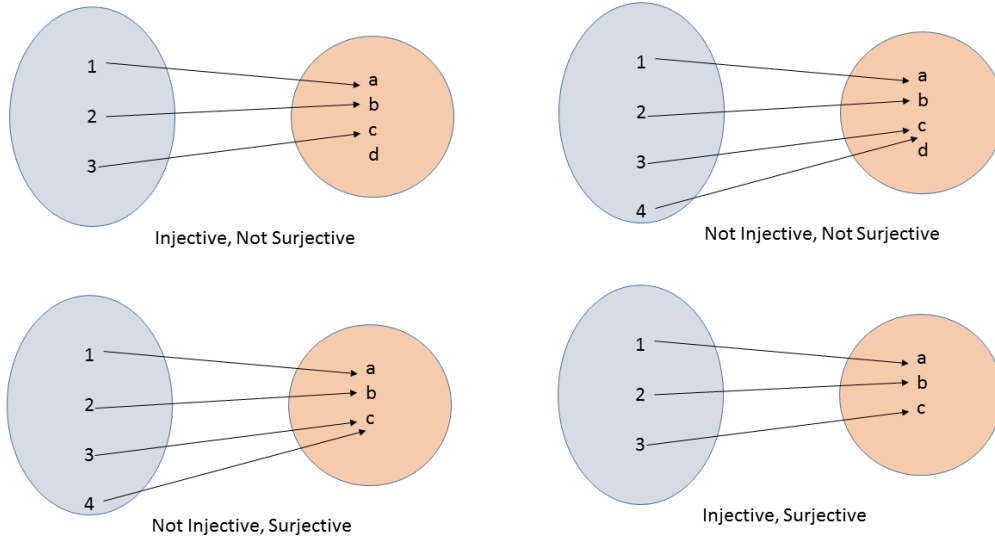 1
2
3
a
b
c
d
Injective, Not Surjective
1
2
3
4
a
b
c
d
Not Injective, Not Surjective
1
2
3
4
a
b
c
Not Injective, Surjective
1
2
3
a
b
c
Injective, Surjective